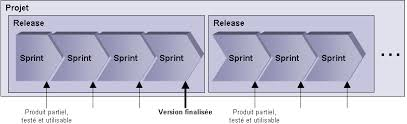 Projet
Release
Release
Sprint Sprint Sprint Sprint
Sprint Sprint Sprint
Produit partiel,
testé et utilisable
Version finalisée
Produit partiel,
testé et utilisable